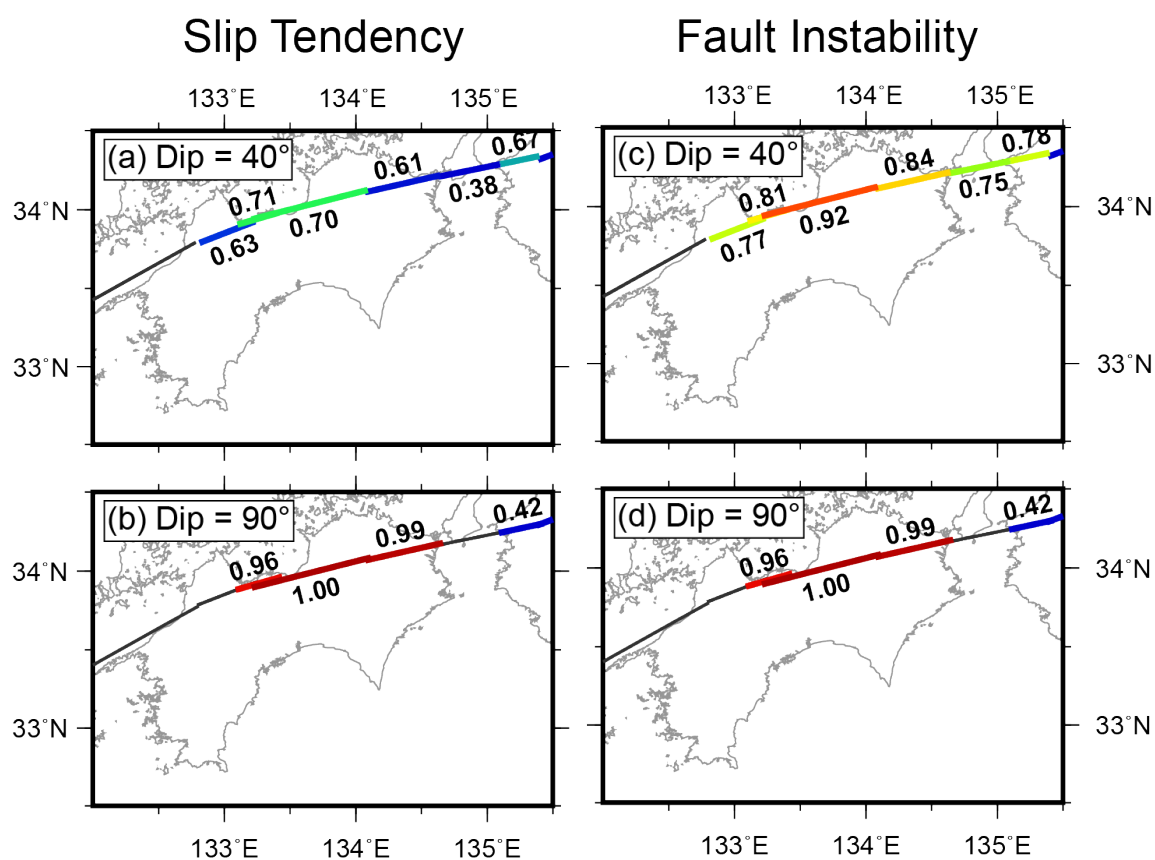 Slip Tendency
Fault Instability
133°E 134°E 135°E
133°E 134°E 135°E
(a) Dip = 40°
0.71
0.61
0.67
0.63
0.70
0.38
34°N
33°N
(c) Dip = 40°
0.81
0.84
0.78
0.77
0.92
0.75
34°N
33°N
(b) Dip = 90°
0.96
0.99
0.42
1.00
34°N
33°N
133°E 134°E 135°E
(d) Dip = 90°
0.96
0.99
0.42
1.00
34°N
33°N
133°E 134°E 135°E